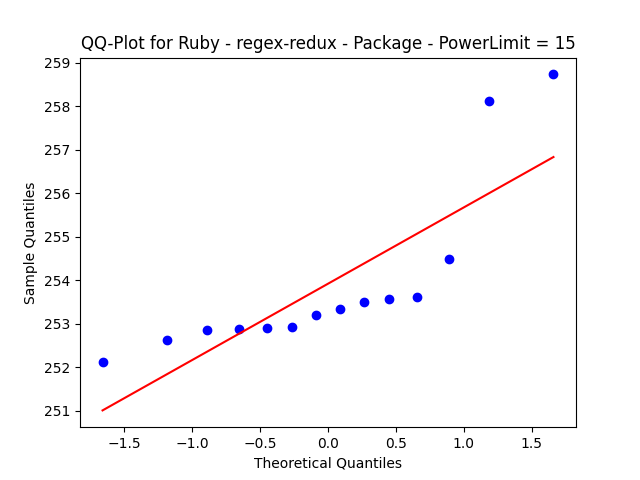 QQ-Plot for Ruby - regex-redux - Package - PowerLimit = 15
259
258
257
256
255
254
253
252
251
Sample Quantiles
−1.5 −1.0 −0.5 0.0 0.5 1.0 1.5
Theoretical Quantiles